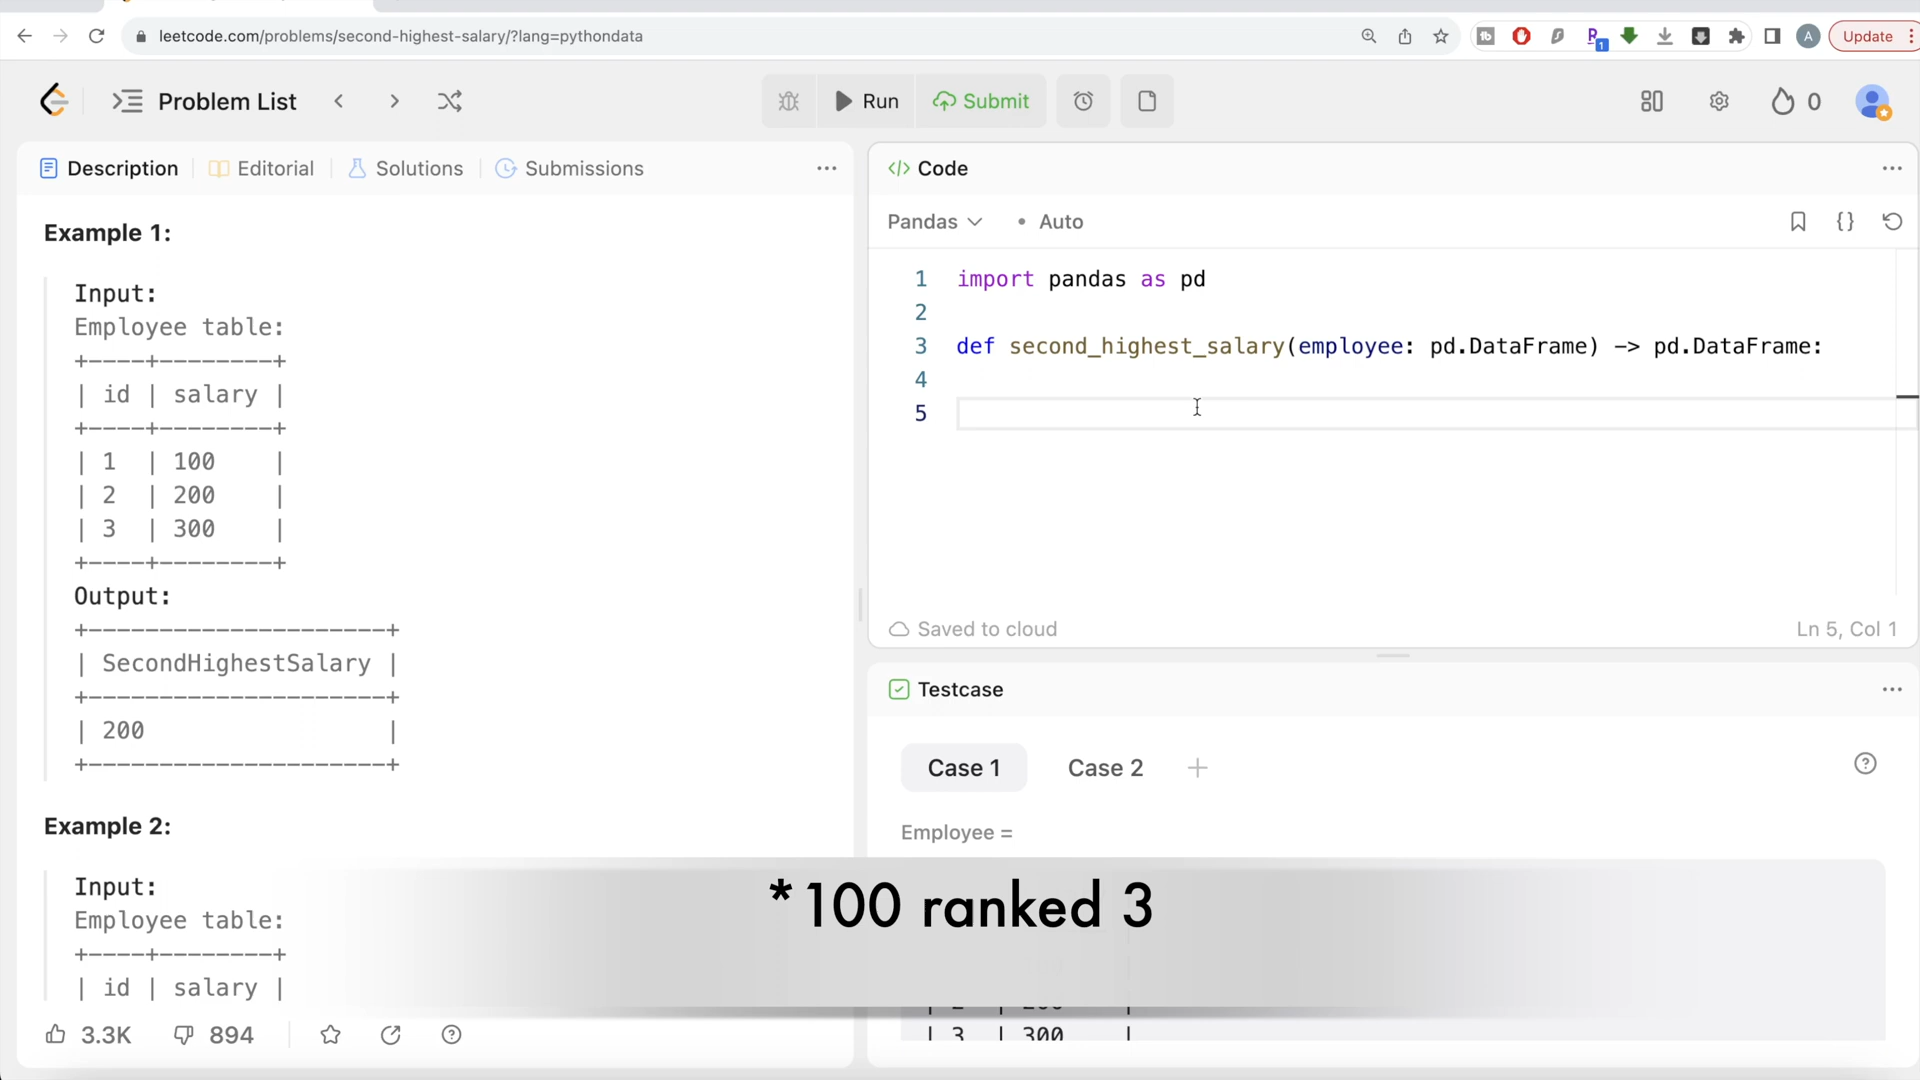 leetcode.com/problems/second-highest-salary/?lang=pythondata
1
A
Update
Problem List
Run
Submit
0
Description
Editorial
Solutions
Submissions
Example 1:
Input:
Employee table:
+----+--------+
| id | salary |
+----+--------+
| 1  | 100    |
| 2  | 200    |
| 3  | 300    |
+----+--------+
Output:
+---------------------+
| SecondHighestSalary |
+---------------------+
| 200                 |
+---------------------+
Example 2:
Input:
Employee table:
+----+--------+
| id | salary |
3.3K
894
</> Code
Pandas
• Auto
1 import pandas as pd
2
3 def second_highest_salary(employee: pd.DataFrame) -> pd.DataFrame:
4
5
Saved to cloud
Ln 5, Col 1
Testcase
Case 1
Case 2
Employee =
| 3  | 300    |
*100 ranked 3